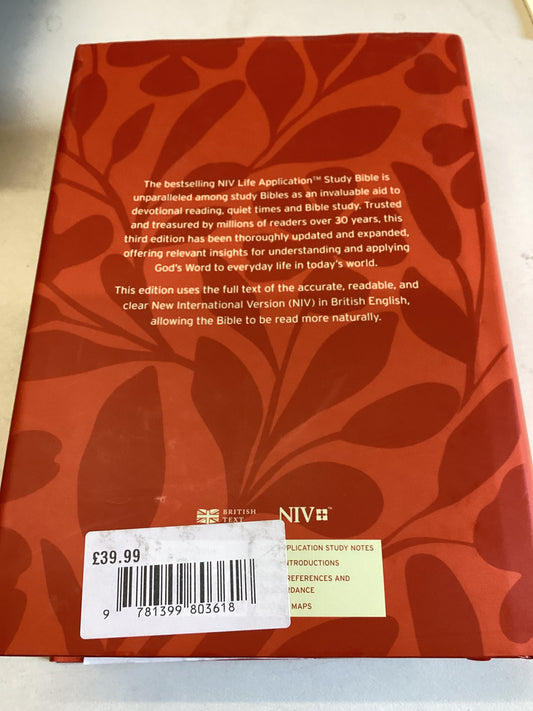 The bestselling NIV Life Application™ Study Bible is
unparalleled among study Bibles as an invaluable aid to
devotional reading, quiet times and Bible study. Trusted
and treasured by millions of readers over 30 years, this
third edition has been thoroughly updated and expanded,
offering relevant insights for understanding and applying
God's Word to everyday life in today's world.
This edition uses the full text of the accurate, readable, and
clear New International Version (NIV) in British English,
allowing the Bible to be read more naturally.
BRITISH
TEXT
NIV™
PPLICATION STUDY NOTES
NTRODUCTIONS
REFERENCES AND
RDANCE
MAPS
£39.99
9 781399 803618